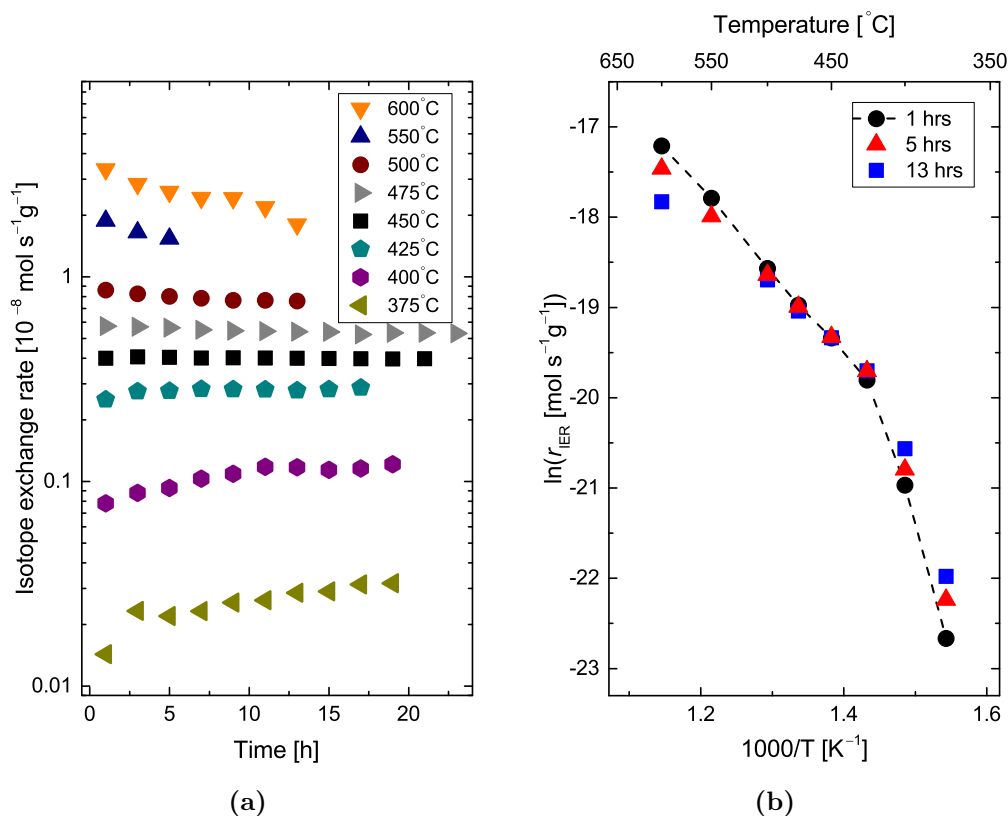 Isotope exchange rate [10⁻⁸ mol s⁻¹g⁻¹]
1
0.1
0.01
600°C
550°C
500°C
475°C
450°C
425°C
400°C
375°C
0 5 10 15 20
Time [h]
(a)
Temperature [°C]
650 550 450 350
ln(r_IER [mol s⁻¹g⁻¹])
-17
-18
-19
-20
-21
-22
-23
1 hrs
5 hrs
13 hrs
1.2 1.4 1.6
1000/T [K⁻¹]
(b)